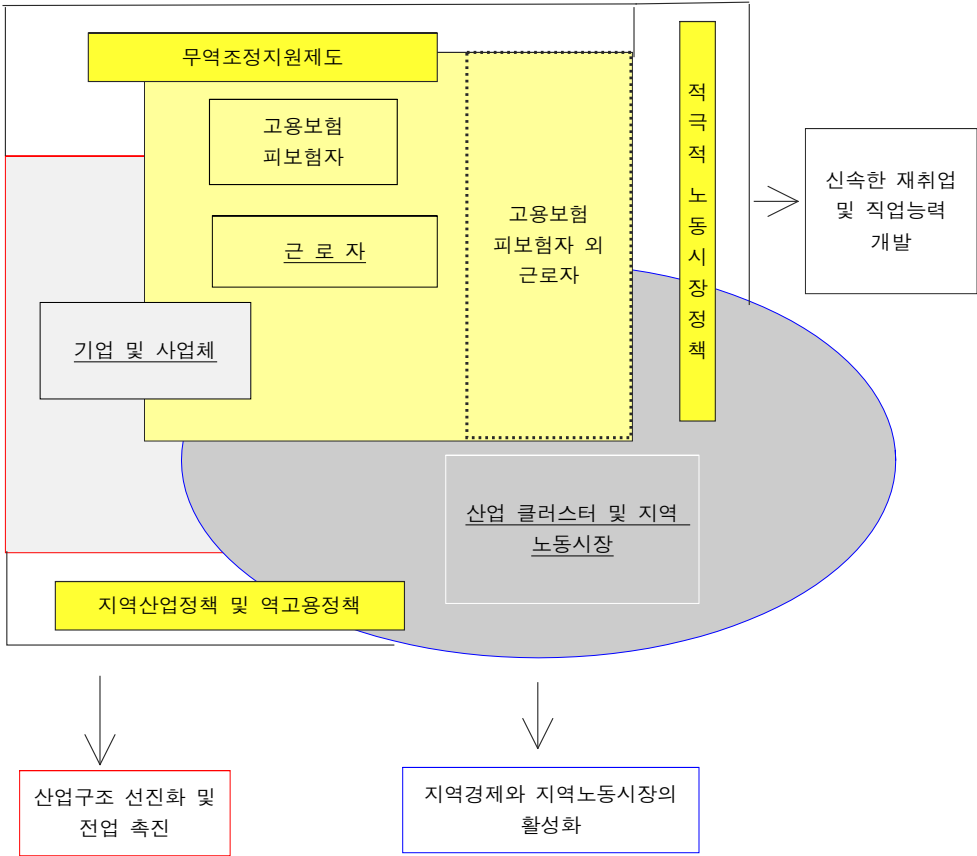 무역조정지원제도
고용보험
피보험자
근 로 자
고용보험
피보험자 외
근로자
적
극
적
노
동
시
장
정
책
신속한 재취업
및 직업능력
개발
기업 및 사업체
산업 클러스터 및 지역
노동시장
지역산업정책 및 역고용정책
산업구조 선진화 및
전업 촉진
지역경제와 지역노동시장의
활성화